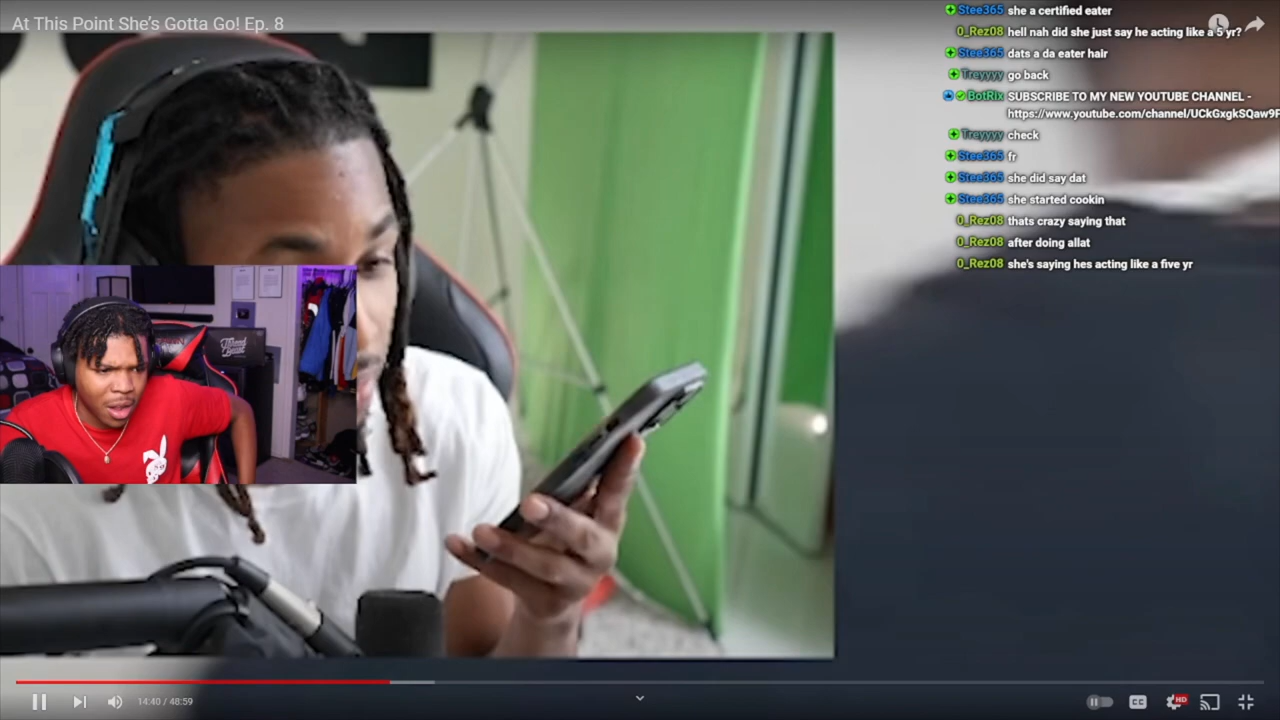 At This Point She's Gotta Go! Ep. 8
Stee365 she a certified eater
0_Rez08 hell nah did she just say he acting like a 5 yr?
Stee365 dats a da eater hair
Treyyyy go back
BotRix SUBSCRIBE TO MY NEW YOUTUBE CHANNEL -
https://www.youtube.com/channel/UCkGxgkSQaw9F
Treyyyy check
Stee365 fr
Stee365 she did say dat
Stee365 she started cookin
0_Rez08 thats crazy saying that
0_Rez08 after doing allat
0_Rez08 she's saying hes acting like a five yr
Thread
Beast
14:40 / 48:59
CC
HD